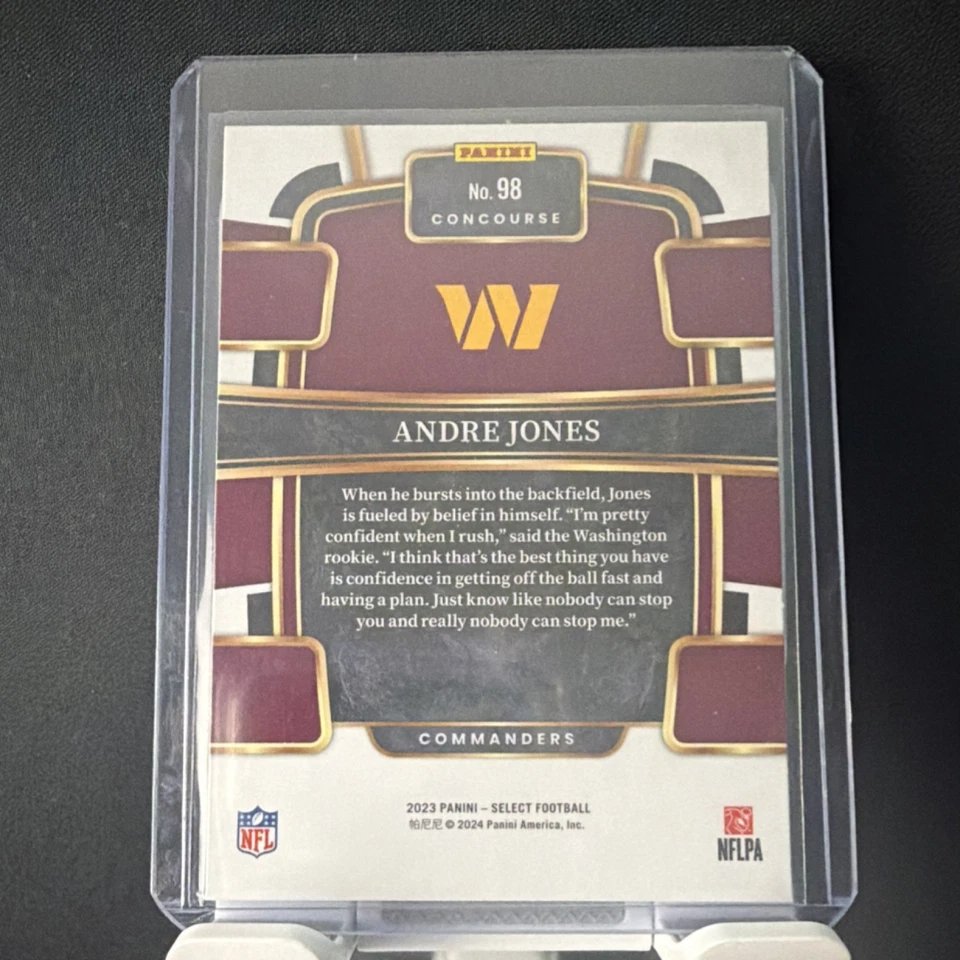 PANINI
No. 98
CONCOURSE
W
ANDRE JONES
When he bursts into the backfield, Jones
is fueled by belief in himself. “I’m pretty
confident when I rush,” said the Washington
rookie. “I think that’s the best thing you have
is confidence in getting off the ball fast and
having a plan. Just know like nobody can stop
you and really nobody can stop me.”
COMMANDERS
2023 PANINI – SELECT FOOTBALL
帕尼尼 © 2024 Panini America, Inc.
NFL
NFLPA